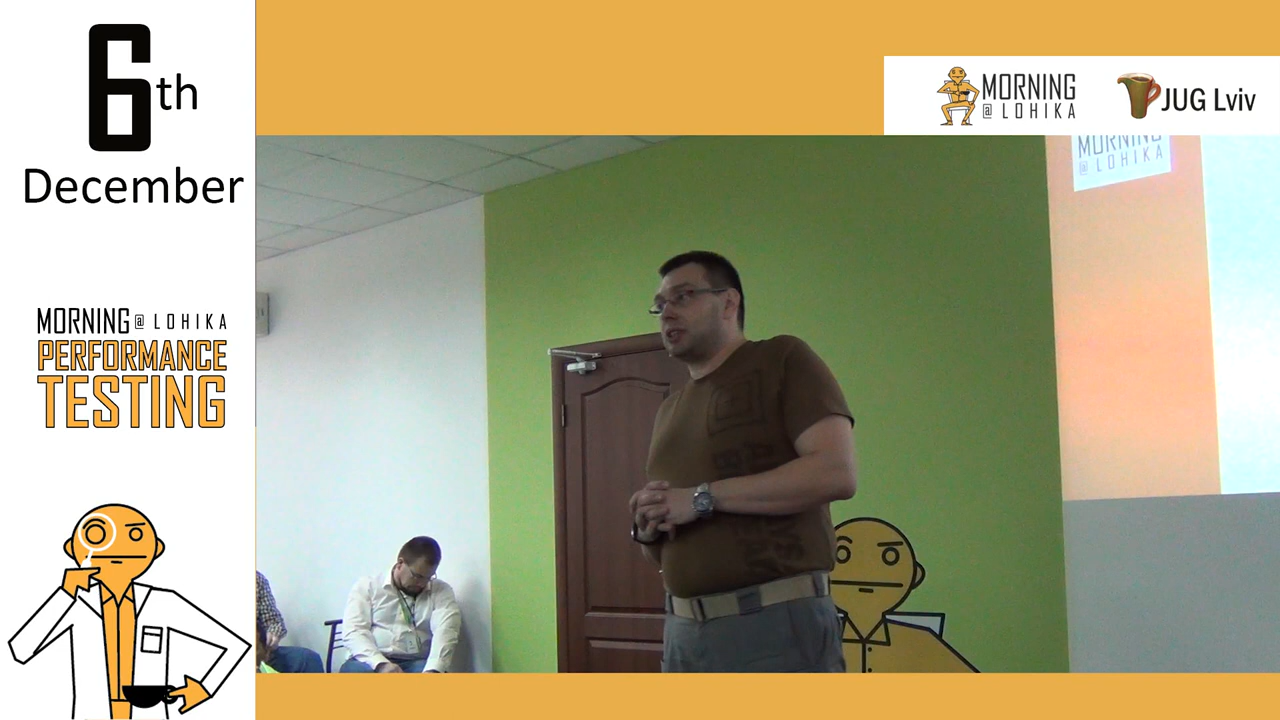 6th
December
MORNING @ LOHIKA
PERFORMANCE
TESTING
MORNING
@ LOHIKA
JUG Lviv
MORNING
@ LOHIKA